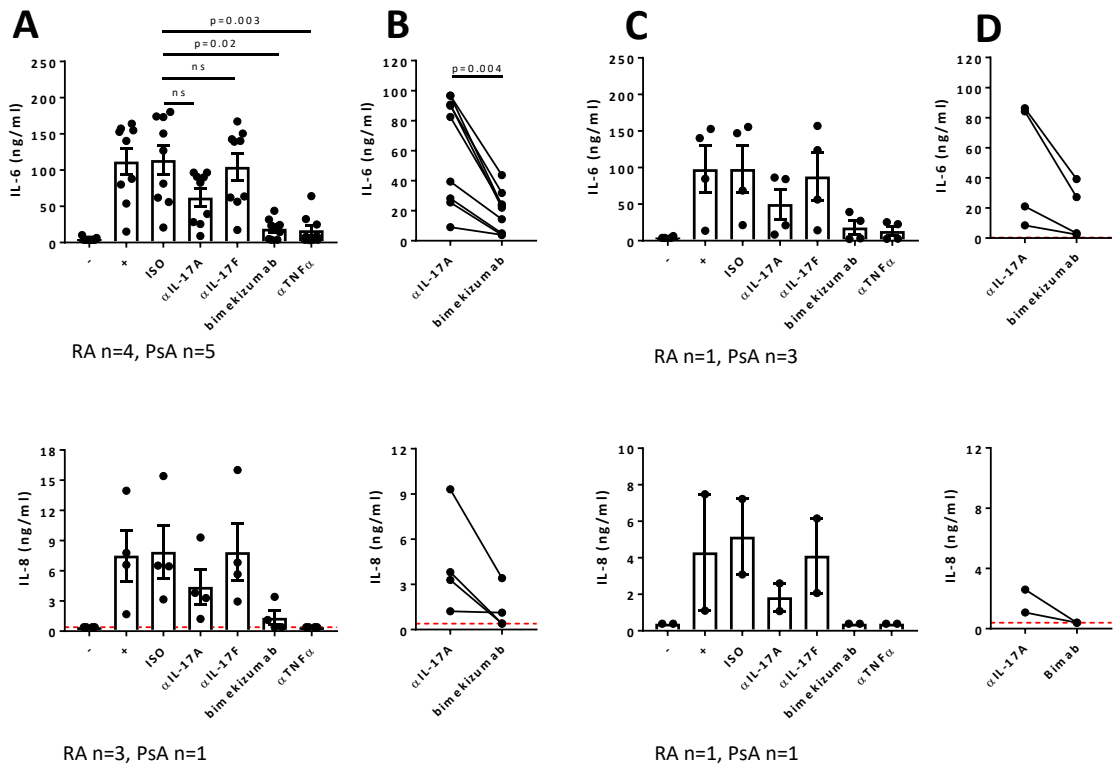 A
p=0.003
p=0.02
ns
ns
250
200
150
100
50
0
IL-6 (ng/ml)
-
+
ISO
αIL-17A
αIL-17F
bimekizumab
αTNFα
RA n=4, PsA n=5
B
p=0.004
120
100
80
60
40
20
0
IL-6 (ng/ml)
αIL-17A
bimekizumab
C
250
200
150
100
50
0
IL-6 (ng/ml)
-
+
ISO
αIL-17A
αIL-17F
bimekizumab
αTNFα
RA n=1, PsA n=3
D
120
100
80
60
40
20
0
IL-6 (ng/ml)
αIL-17A
bimekizumab
18
15
12
9
6
3
0
IL-8 (ng/ml)
-
+
ISO
αIL-17A
αIL-17F
bimekizumab
αTNFα
RA n=3, PsA n=1
12
9
6
3
0
IL-8 (ng/ml)
αIL-17A
bimekizumab
10
8
6
4
2
0
IL-8 (ng/ml)
-
+
ISO
αIL-17A
αIL-17F
bimekizumab
αTNFα
RA n=1, PsA n=1
12
8
4
0
IL-8 (ng/ml)
αIL-17A
Bimab